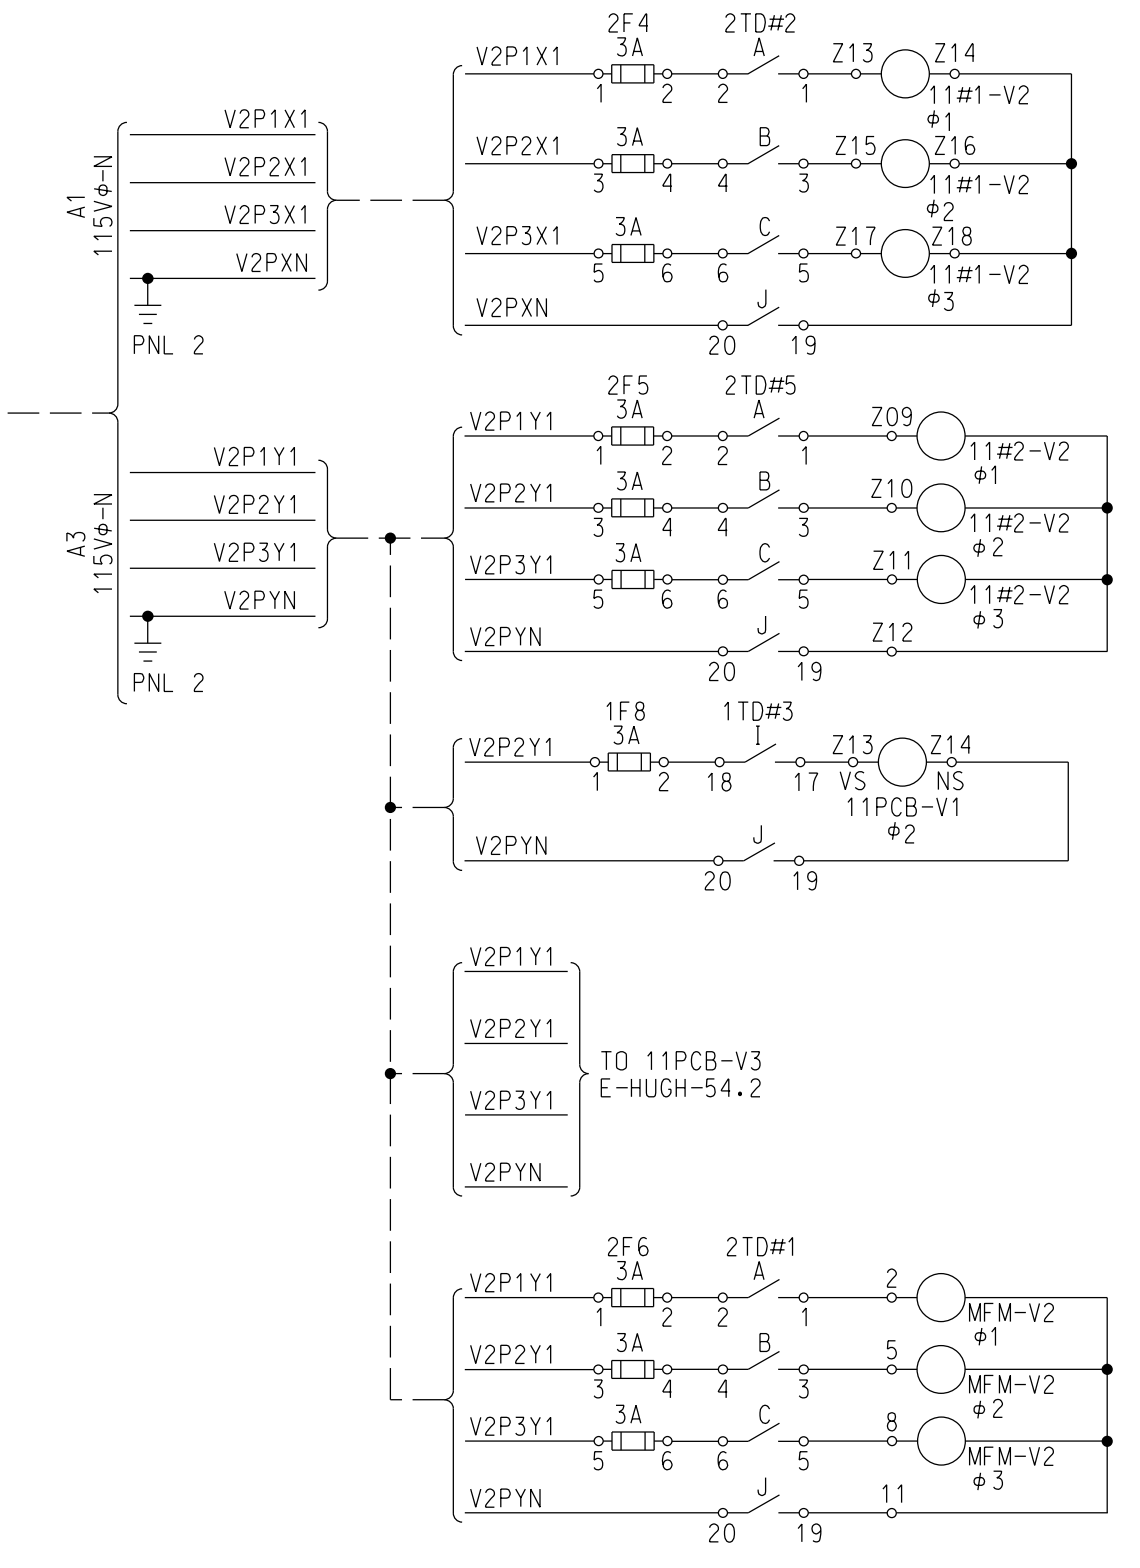 A1
115VΦ-N
V2P1X1
V2P2X1
V2P3X1
V2PXN
PNL 2
A3
115VΦ-N
V2P1Y1
V2P2Y1
V2P3Y1
V2PYN
PNL 2
2F4 2TD#2
V2P1X1 3A A Z13 Z14
1 2 2 1 11#1-V2
Φ1
V2P2X1 3A B Z15 Z16
3 4 4 3 11#1-V2
Φ2
V2P3X1 3A C Z17 Z18
5 6 6 5 11#1-V2
Φ3
V2PXN J
20 19
2F5 2TD#5
V2P1Y1 3A A Z09
1 2 2 1 11#2-V2
Φ1
V2P2Y1 3A B Z10
3 4 4 3 11#2-V2
Φ2
V2P3Y1 3A C Z11
5 6 6 5 11#2-V2
Φ3
V2PYN J Z12
20 19
1F8 1TD#3
V2P2Y1 3A I Z13 Z14
1 2 18 17 VS NS
11PCB-V1
Φ2
V2PYN J
20 19
V2P1Y1
V2P2Y1
V2P3Y1
V2PYN
TO 11PCB-V3
E-HUGH-54.2
2F6 2TD#1
V2P1Y1 3A A 2
1 2 2 1 MFM-V2
Φ1
V2P2Y1 3A B 5
3 4 4 3 MFM-V2
Φ2
V2P3Y1 3A C 8
5 6 6 5 MFM-V2
Φ3
V2PYN J 11
20 19